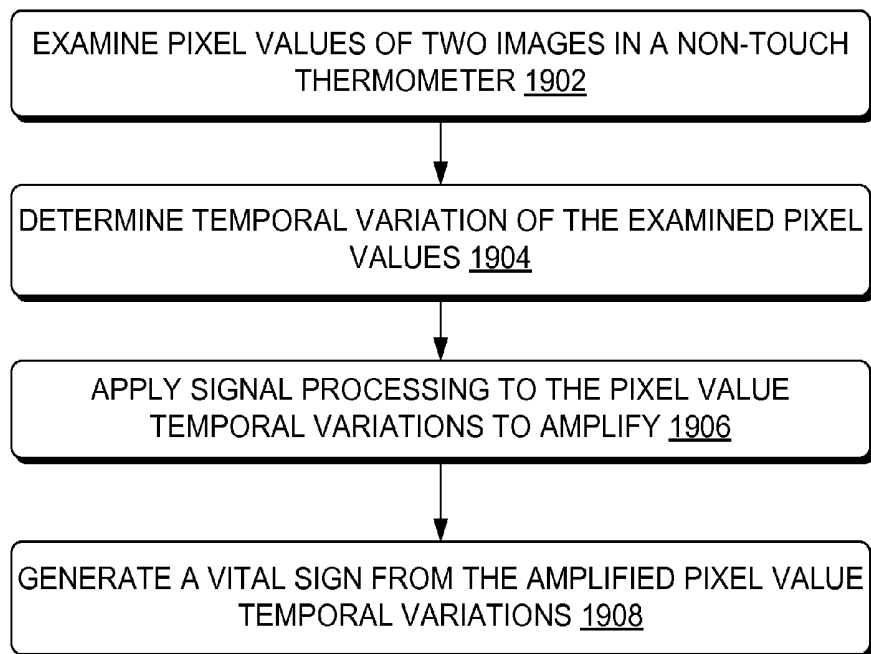 EXAMINE PIXEL VALUES OF TWO IMAGES IN A NON-TOUCH
THERMOMETER 1902
DETERMINE TEMPORAL VARIATION OF THE EXAMINED PIXEL
VALUES 1904
APPLY SIGNAL PROCESSING TO THE PIXEL VALUE
TEMPORAL VARIATIONS TO AMPLIFY 1906
GENERATE A VITAL SIGN FROM THE AMPLIFIED PIXEL VALUE
TEMPORAL VARIATIONS 1908